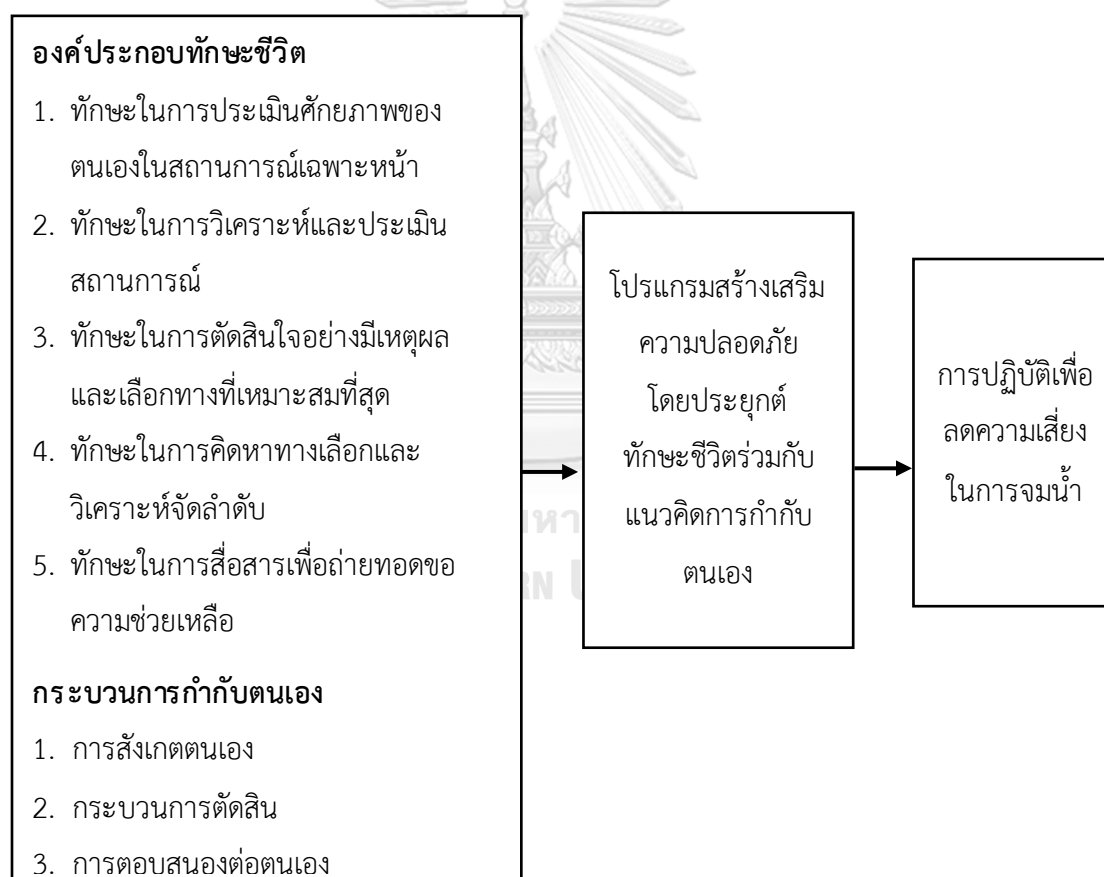 องค์ประกอบทักษะชีวิต
1. ทักษะในการประเมินศักยภาพของ
ตนเองในสถานการณ์เฉพาะหน้า
2. ทักษะในการวิเคราะห์และประเมิน
สถานการณ์
3. ทักษะในการตัดสินใจอย่างมีเหตุผล
และเลือกทางที่เหมาะสมที่สุด
4. ทักษะในการคิดหาทางเลือกและ
วิเคราะห์จัดลำดับ
5. ทักษะในการสื่อสารเพื่อถ่ายทอดขอ
ความช่วยเหลือ
กระบวนการกำกับตนเอง
1. การสังเกตตนเอง
2. กระบวนการตัดสิน
3. การตอบสนองต่อตนเอง
โปรแกรมสร้างเสริม
ความปลอดภัย
โดยประยุกต์
ทักษะชีวิตร่วมกับ
แนวคิดการกำกับ
ตนเอง
การปฏิบัติเพื่อ
ลดความเสี่ยง
ในการจมน้ำ